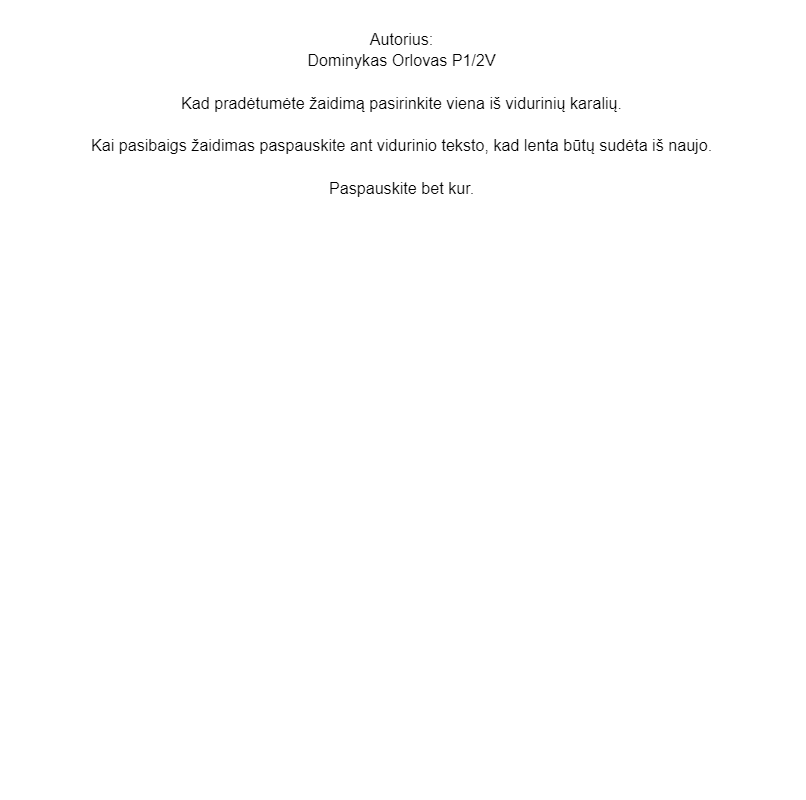 Autorius:
Dominykas Orlovas P1/2V
Kad pradėtumėte žaidimą pasirinkite viena iš vidurinių karalių.
Kai pasibaigs žaidimas paspauskite ant vidurinio teksto, kad lenta būtų sudėta iš naujo.
Paspauskite bet kur.